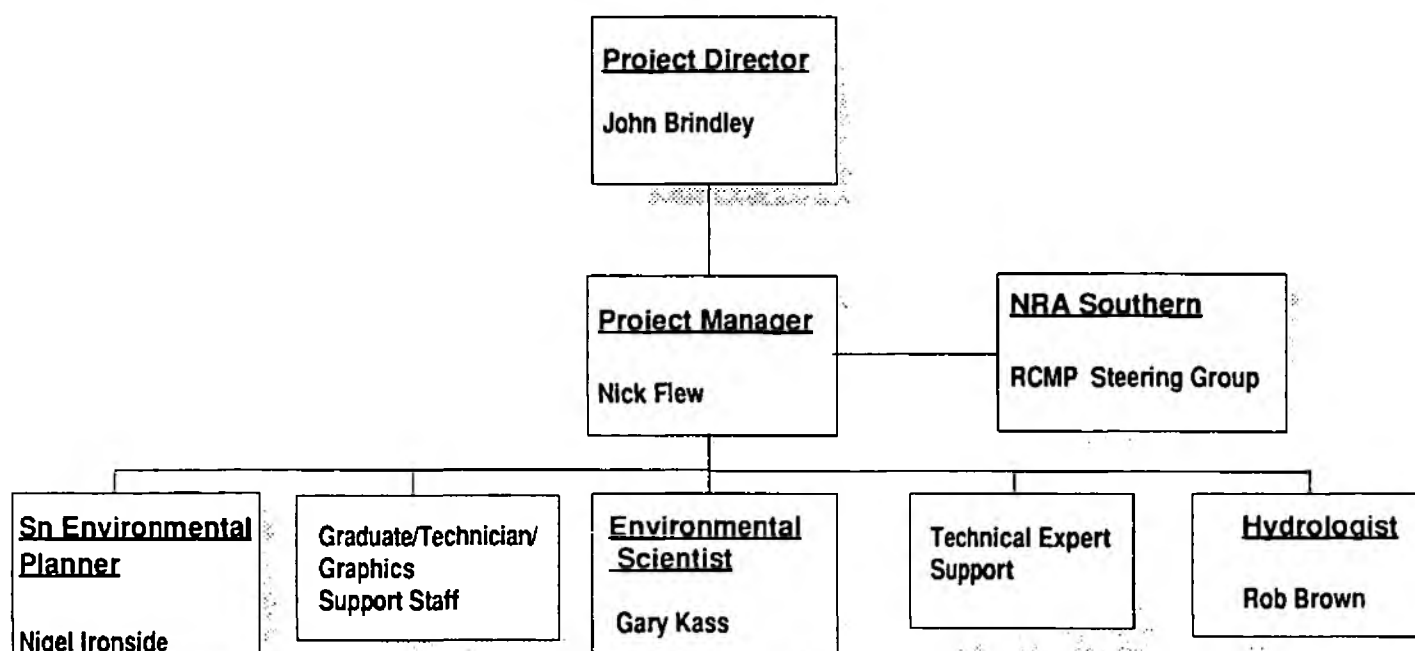 Project Director
John Brindley
Project Manager
Nick Flew
NRA Southern
RCMP Steering Group
Sn Environmental
Planner
Nigel Ironside
Graduate/Technician/
Graphics
Support Staff
Environmental
Scientist
Gary Kass
Technical Expert
Support
Hydrologist
Rob Brown